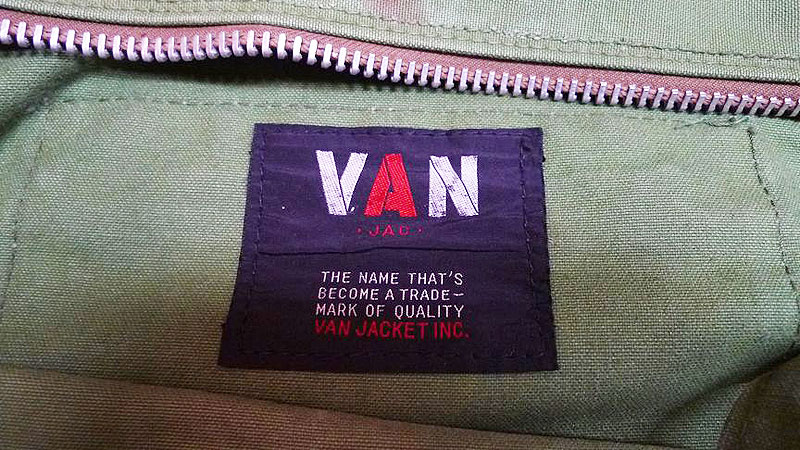 VAN
· JAC ·
THE NAME THAT'S
BECOME A TRADE-
MARK OF QUALITY
VAN JACKET INC.